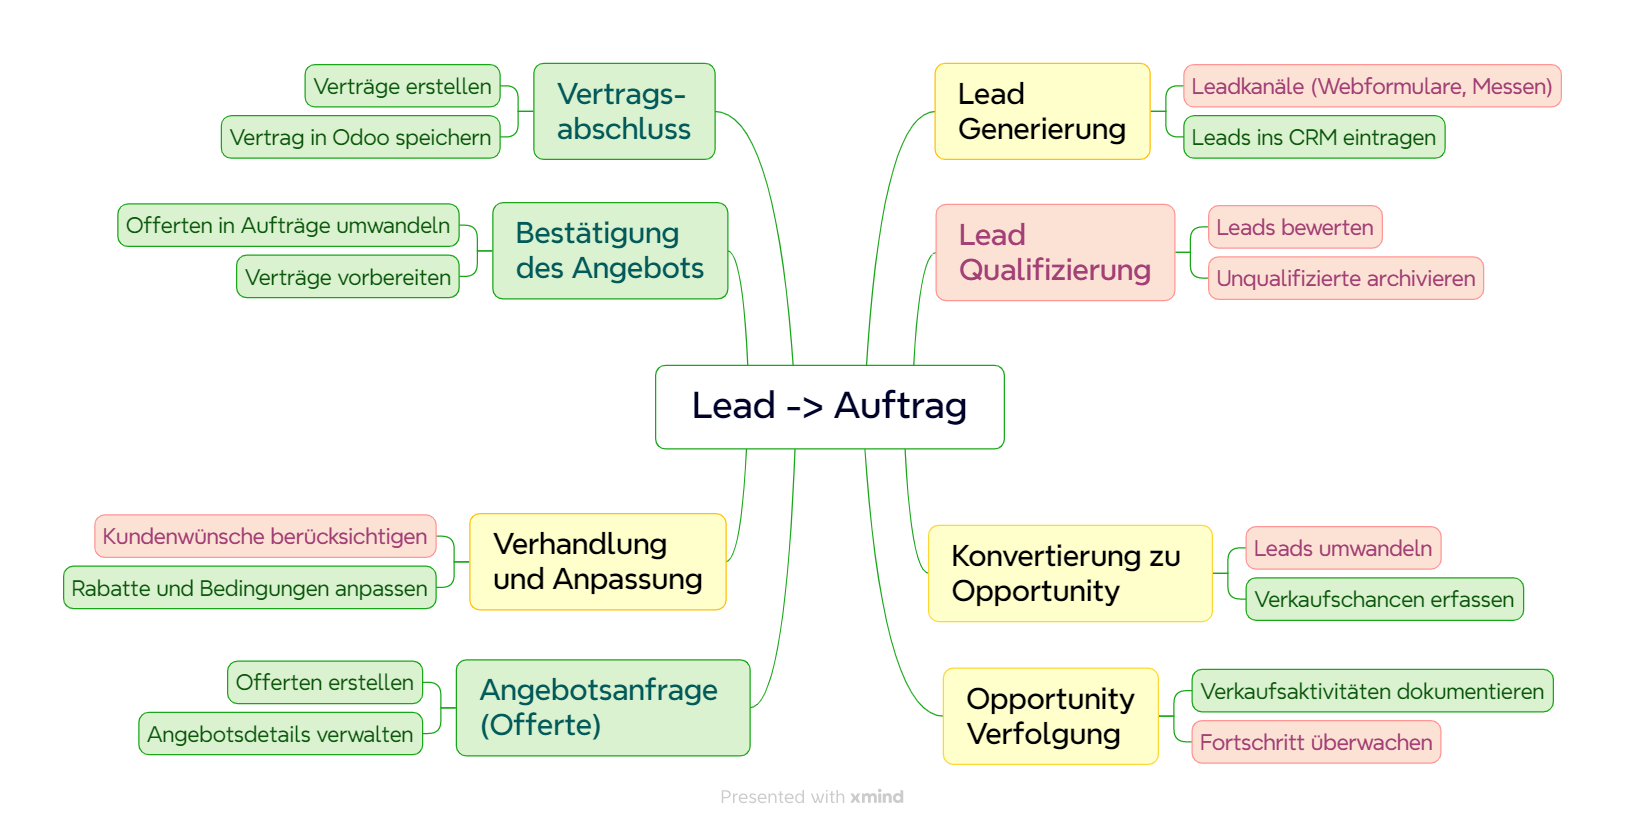 Lead -> Auftrag
Lead
Generierung
Leadkanäle (Webformulare, Messen)
Leads ins CRM eintragen
Lead
Qualifizierung
Leads bewerten
Unqualifizierte archivieren
Konvertierung zu
Opportunity
Leads umwandeln
Verkaufschancen erfassen
Opportunity
Verfolgung
Verkaufsaktivitäten dokumentieren
Fortschritt überwachen
Angebotsanfrage
(Offerte)
Offerten erstellen
Angebotsdetails verwalten
Verhandlung
und Anpassung
Kundenwünsche berücksichtigen
Rabatte und Bedingungen anpassen
Bestätigung
des Angebots
Offerten in Aufträge umwandeln
Verträge vorbereiten
Vertrags-
abschluss
Verträge erstellen
Vertrag in Odoo speichern
Presented with xmind